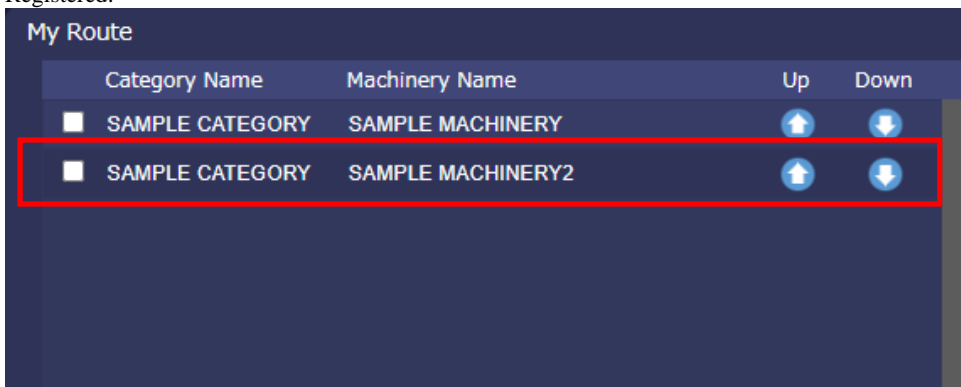 Registered.
My Route
Category Name Machinery Name Up Down
SAMPLE CATEGORY SAMPLE MACHINERY
SAMPLE CATEGORY SAMPLE MACHINERY2